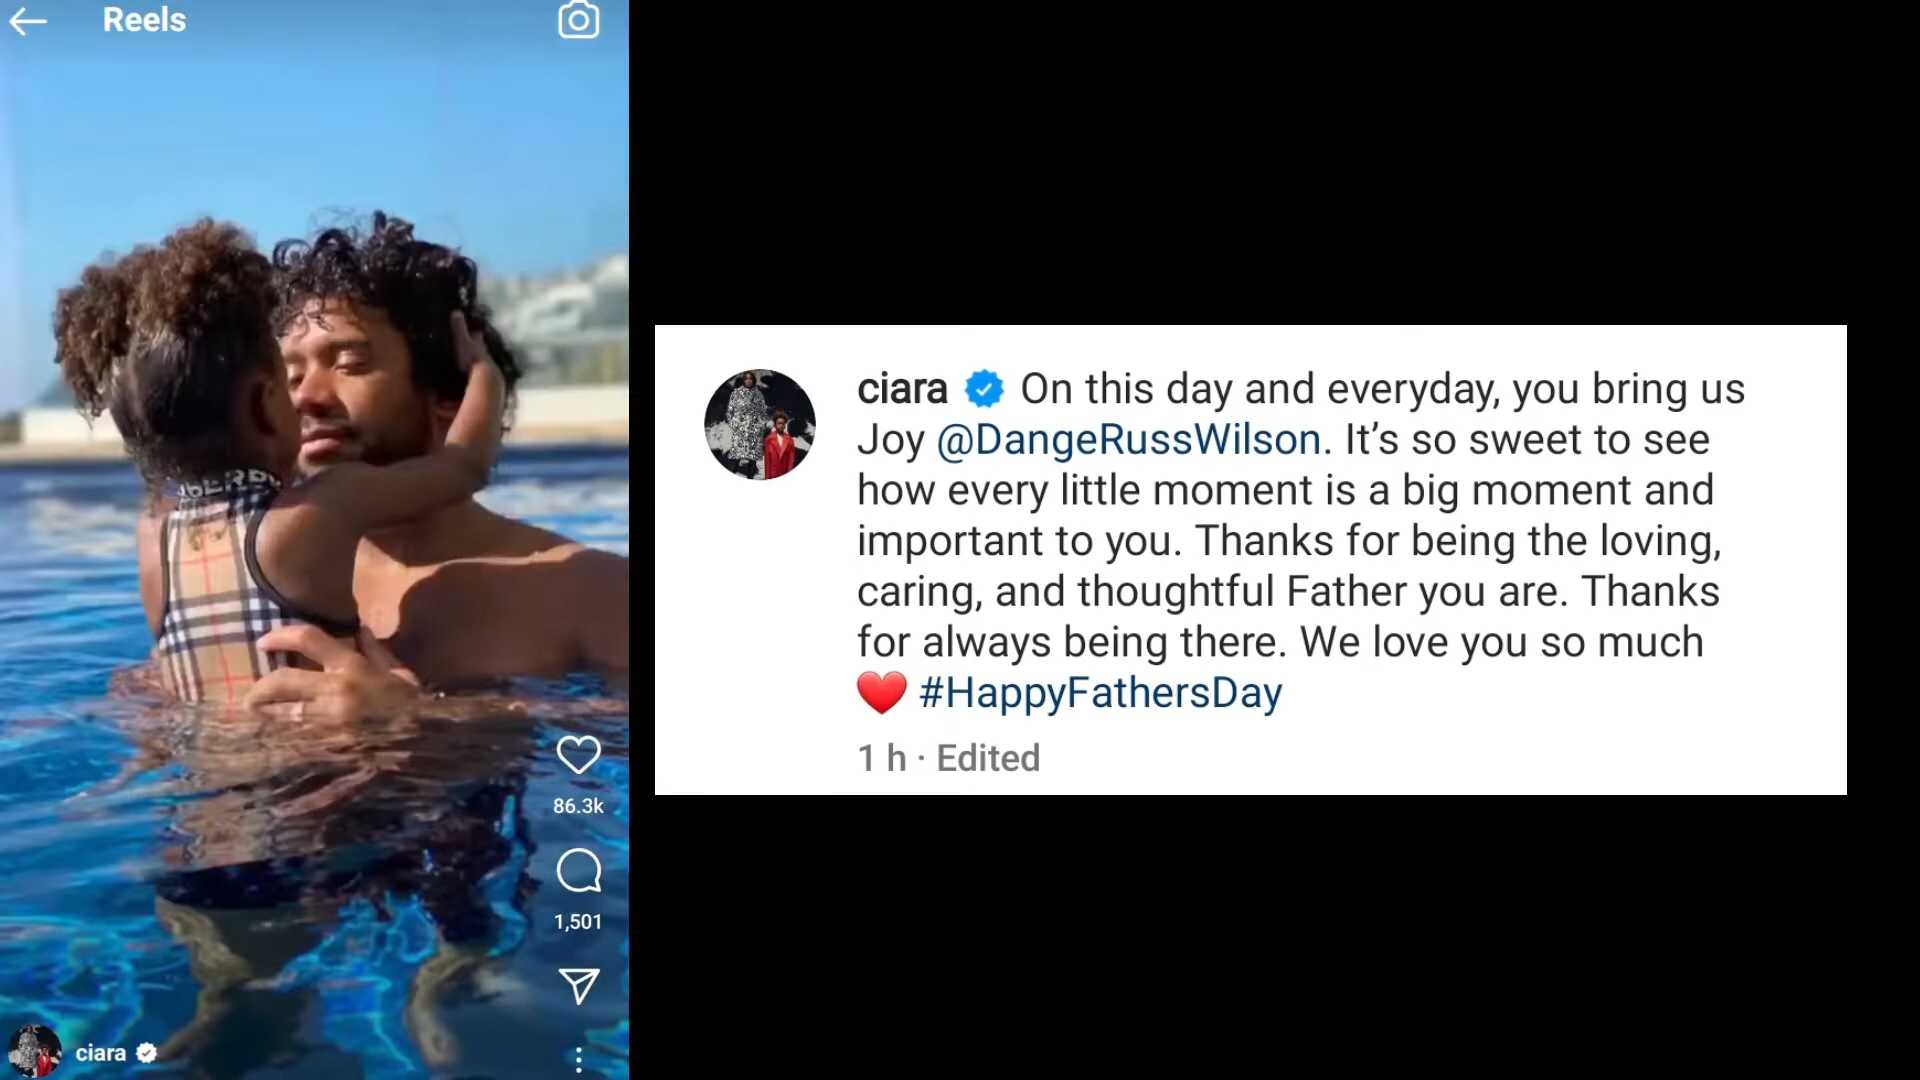 Reels
86.3k
1,501
ciara
ciara On this day and everyday, you bring us
Joy @DangeRussWilson. It’s so sweet to see
how every little moment is a big moment and
important to you. Thanks for being the loving,
caring, and thoughtful Father you are. Thanks
for always being there. We love you so much
❤️ #HappyFathersDay
1 h · Edited